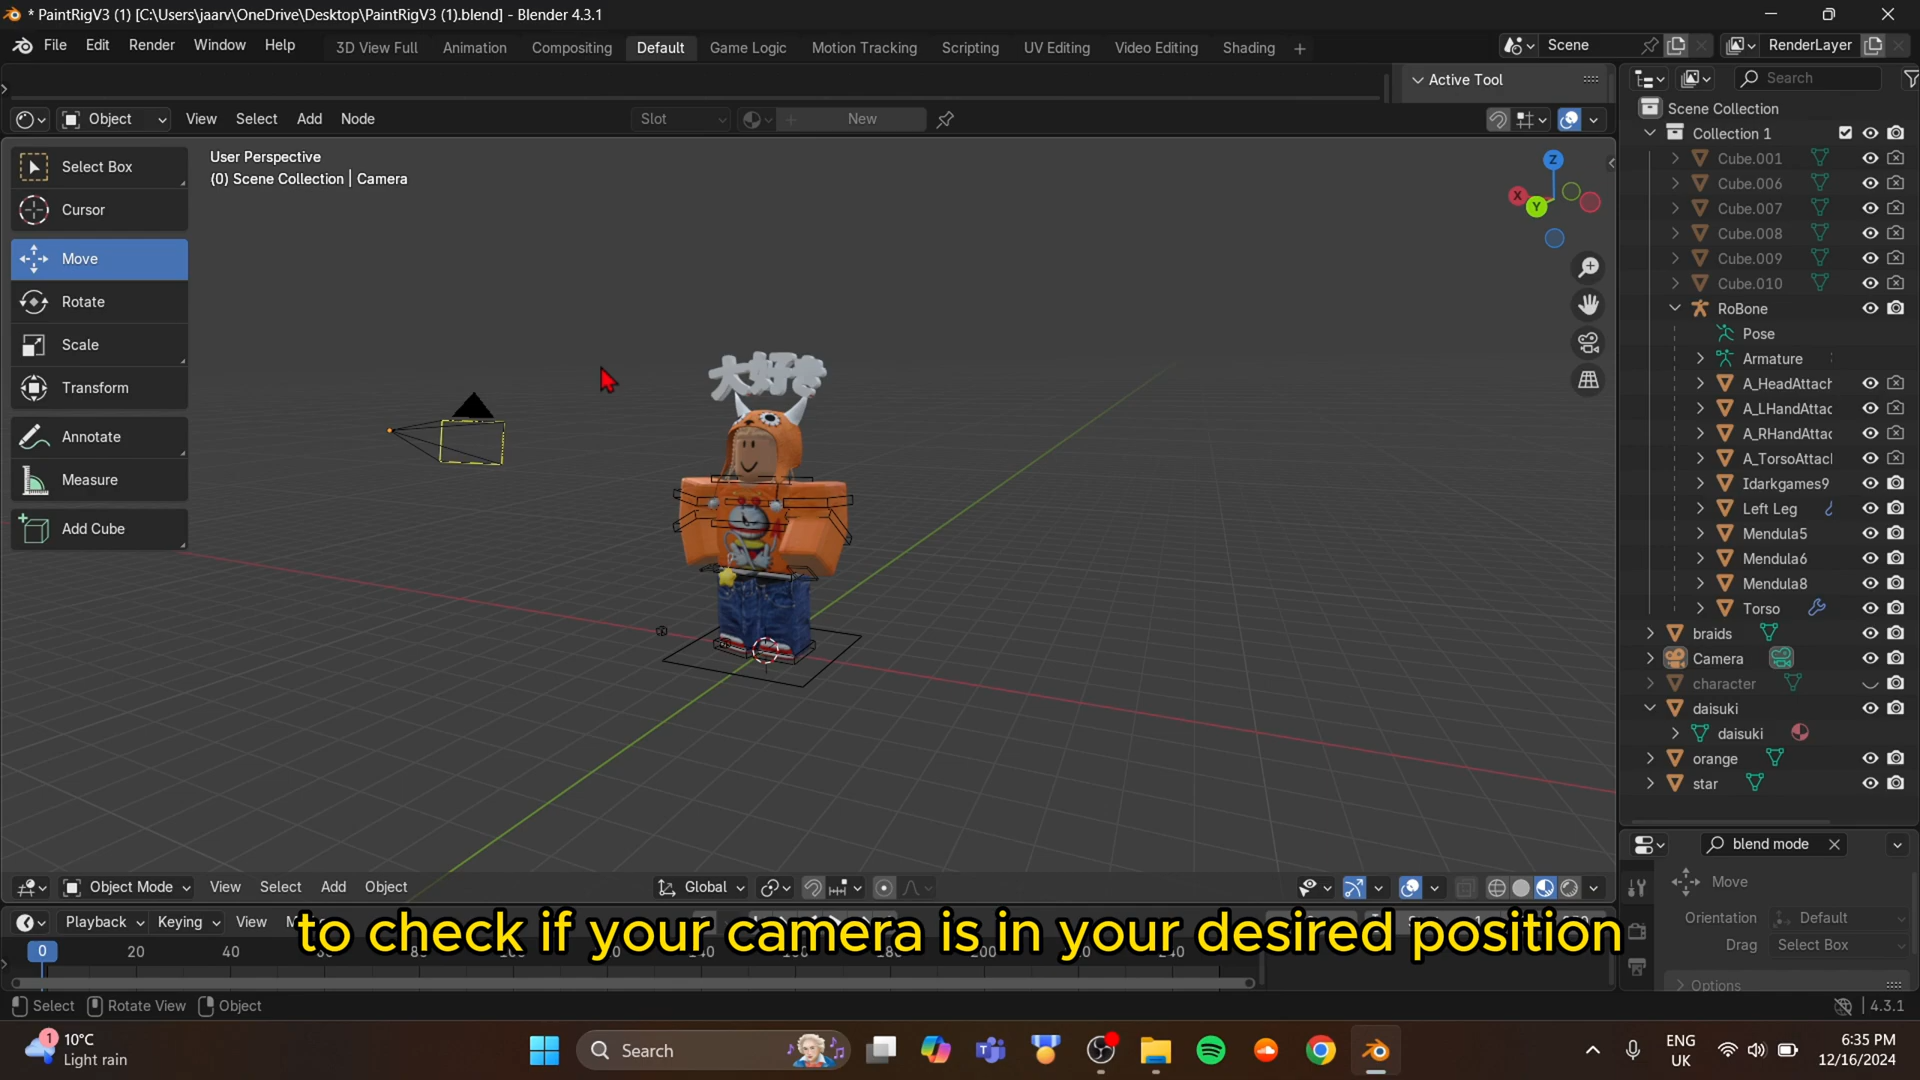 * PaintRigV3 (1) [C:\Users\jaarv\OneDrive\Desktop\PaintRigV3 (1).blend] - Blender 4.3.1
File Edit Render Window Help
3D View Full Animation Compositing Default Game Logic Motion Tracking Scripting UV Editing Video Editing Shading +
Scene
RenderLayer
Active Tool
Search
Object View Select Add Node
Slot
New
Scene Collection
Collection 1
Cube.001
Cube.006
Cube.007
Cube.008
Cube.009
Cube.010
RoBone
Pose
Armature
A_HeadAttach
A_LHandAttac
A_RHandAttac
A_TorsoAttacl
Idarkgames9
Left Leg
Mendula5
Mendula6
Mendula8
Torso
braids
Camera
character
daisuki
daisuki
orange
star
Select Box
Cursor
Move
Rotate
Scale
Transform
Annotate
Measure
Add Cube
User Perspective
(0) Scene Collection | Camera
Z
X
Y
大好き
blend mode
Move
Orientation Default
Drag Select Box
Options
Object Mode View Select Add Object
Global
Playback Keying View
to check if your camera is in your desired position
0 20 40 60
Select Rotate View Object
4.3.1
1
10°C
Light rain
Search
ENG
UK
6:35 PM
12/16/2024